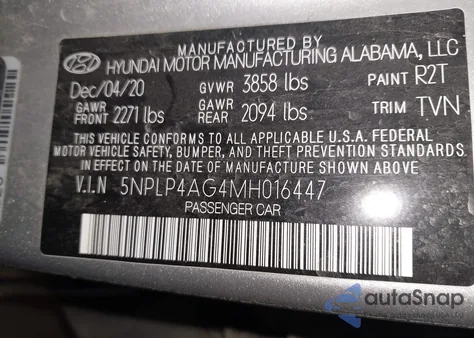 MANUFACTURED BY
HYUNDAI MOTOR MANUFACTURING ALABAMA, LLC
Dec/04/20 GVWR 3858 lbs PAINT R2T
GAWR FRONT 2271 lbs GAWR REAR 2094 lbs TRIM TVN
THIS VEHICLE CONFORMS TO ALL APPLICABLE U.S.A. FEDERAL
MOTOR VEHICLE SAFETY, BUMPER, AND THEFT PREVENTION STANDARDS
IN EFFECT ON THE DATE OF MANUFACTURE SHOWN ABOVE
V.I.N 5NPLP4AG4MH016447
PASSENGER CAR
autaSnap